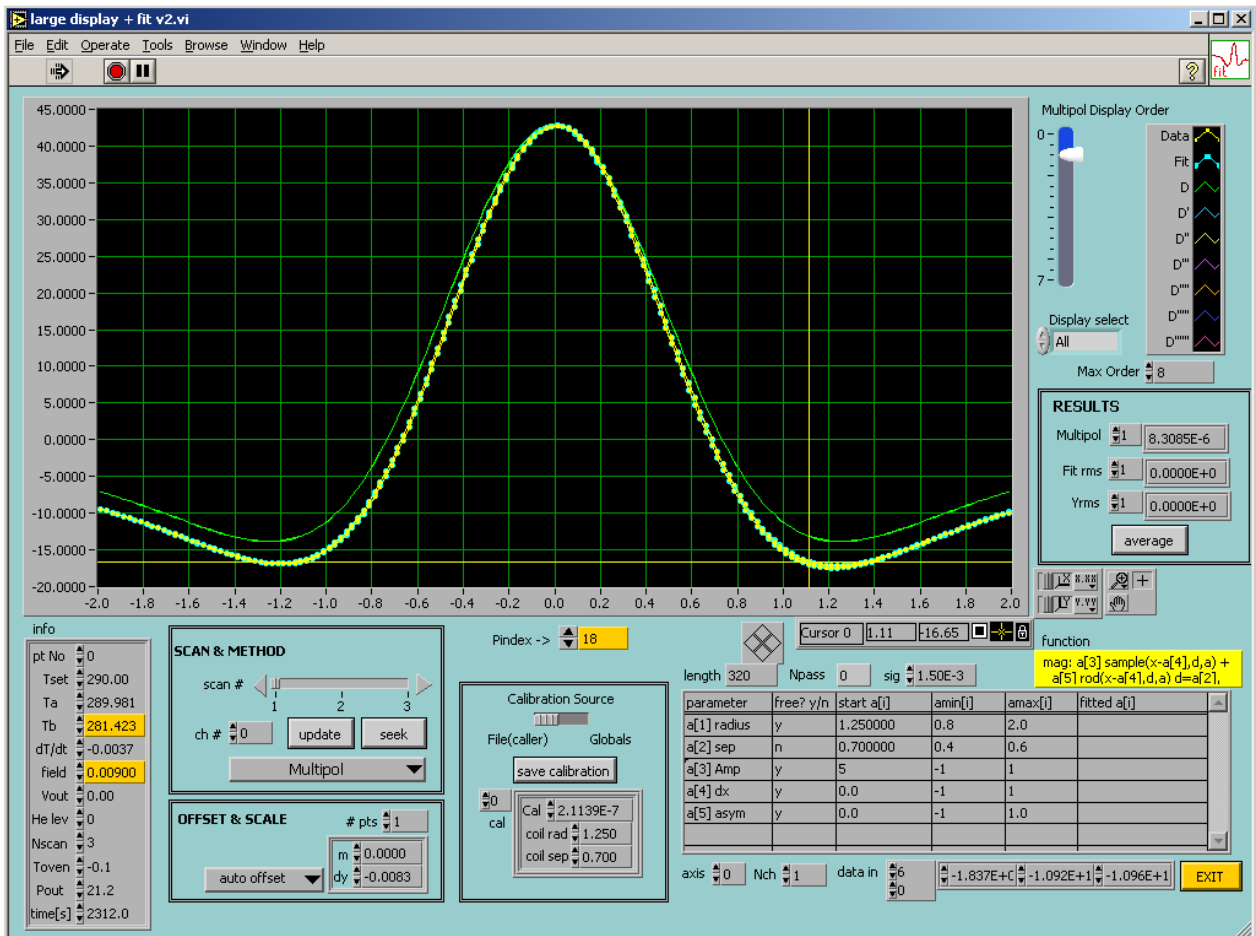 large display + fit v2.vi
File Edit Operate Tools Browse Window Help
fit
45.0000
40.0000
35.0000
30.0000
25.0000
20.0000
15.0000
10.0000
5.0000
0.0000
-5.0000
-10.0000
-15.0000
-20.0000
-2.0 -1.8 -1.6 -1.4 -1.2 -1.0 -0.8 -0.6 -0.4 -0.2 0.0 0.2 0.4 0.6 0.8 1.0 1.2 1.4 1.6 1.8 2.0
Multipol Display Order
0
7
Data
Fit
D
D'
D"
D'''
D""
D"'"
D"""
Display select
All
Max Order 8
RESULTS
Multipol 1 8.3085E-6
Fit rms 1 0.0000E+0
Yrms 1 0.0000E+0
average
X X.XX
Y Y.YY
info
pt No 0
Tset 290.00
Ta 289.981
Tb 281.423
dT/dt -0.0037
field 0.00900
Vout 0.00
He lev 0
Nscan 3
Toven -0.1
Pout 21.2
time[s] 2312.0
SCAN & METHOD
scan #
1 2 3
ch # 0 update seek
Multipol
OFFSET & SCALE # pts 1
m 0.0000
auto offset dy -0.0083
Pindex -> 18
Calibration Source
File(caller) Globals
save calibration
0
cal
Cal 2.1139E-7
coil rad 1.250
coil sep 0.700
Cursor 0 1.11 -16.65
function
mag: a[3] sample(x-a[4],d,a) +
a[5] rod(x-a[4],d,a) d=a[2],
length 320 Npass 0 sig 1.50E-3
parameter free? y/n start a[i] amin[i] amax[i] fitted a[i]
a[1] radius y 1.250000 0.8 2.0
a[2] sep n 0.700000 0.4 0.6
a[3] Amp y 5 -1 1
a[4] dx y 0.0 -1 1
a[5] asym y 0.0 -1 1.0
axis 0 Nch 1 data in 6 0 -1.837E+0 -1.092E+1 -1.096E+1 EXIT